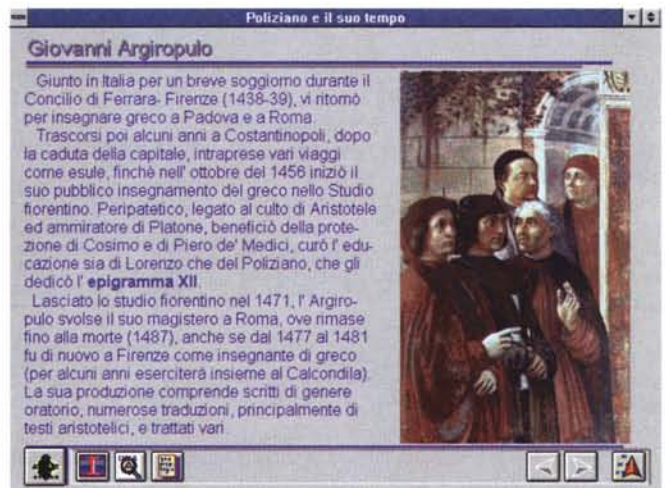 Poliziano e il suo tempo
Giovanni Argiropulo
Giunto in Italia per un breve soggiorno durante il
Concilio di Ferrara- Firenze (1438-39), vi ritornò
per insegnare greco a Padova e a Roma.
Trascorsi poi alcuni anni a Costantinopoli, dopo
la caduta della capitale, intraprese vari viaggi
come esule, finchè nell' ottobre del 1456 iniziò il
suo pubblico insegnamento del greco nello Studio
fiorentino. Peripatetico, legato al culto di Aristotele
ed ammiratore di Platone, beneficiò della prote-
zione di Cosimo e di Piero de' Medici, curò l' edu-
cazione sia di Lorenzo che del Poliziano, che gli
dedicò l' epigramma XII.
Lasciato lo studio fiorentino nel 1471, l' Argiro-
pulo svolse il suo magistero a Roma, ove rimase
fino alla morte (1487), anche se dal 1477 al 1481
fu di nuovo a Firenze come insegnante di greco
(per alcuni anni eserciterà insieme al Calcondila).
La sua produzione comprende scritti di genere
oratorio, numerose traduzioni, principalmente di
testi aristotelici, e trattati vari.